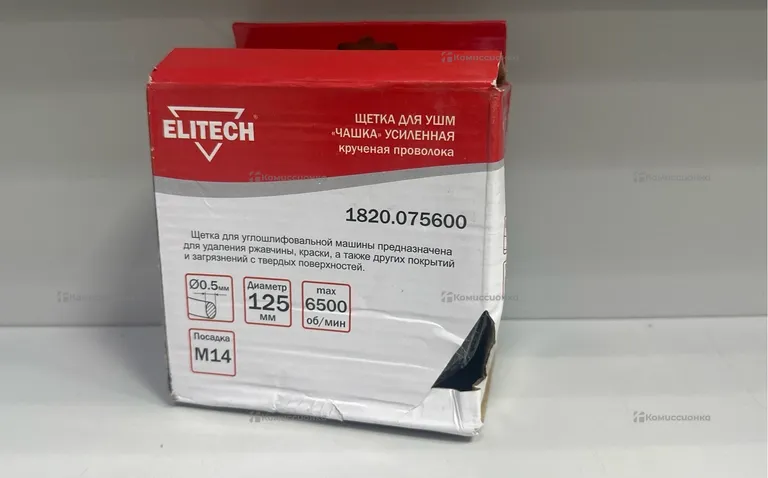 ELITECH®
ЩЕТКА ДЛЯ УШМ
«ЧАШКА» УСИЛЕННАЯ
крученая проволока
1820.075600
Щетка для углошлифовальной машины предназначена
для удаления ржавчины, краски, а также других покрытий
и загрязнений с твердых поверхностей.
Ø0.5мм
Диаметр
125
мм
max
6500
об/мин
Посадка
М14
Комиссионка
Комиссионка
Комиссионка
Комиссионка
Комиссионка
Комиссионка
Комиссионка